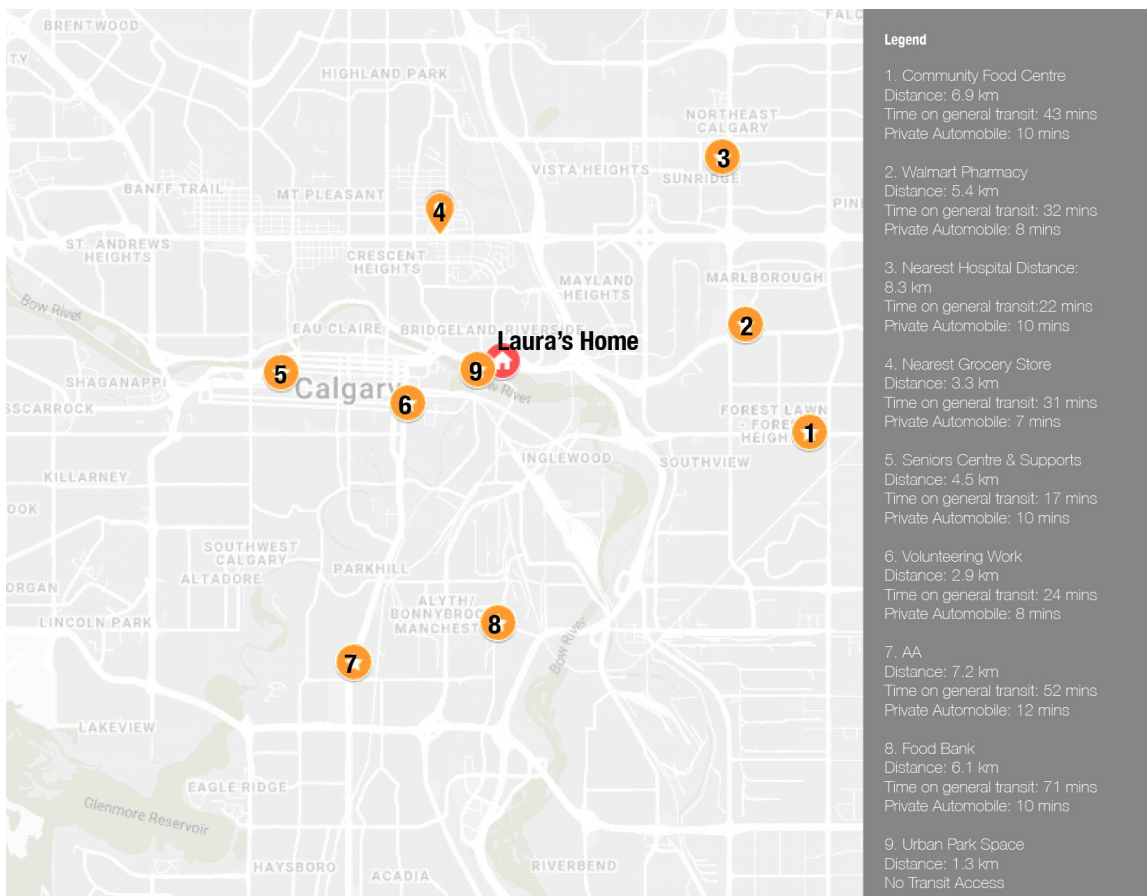 BRENTWOOD
HIGHLAND PARK
NORTHEAST
CALGARY
3
VISTA HEIGHTS
SUNRIDGE
BANFF TRAIL
MT PLEASANT
4
ST. ANDREWS
HEIGHTS
CRESCENT
HEIGHTS
MAYLAND
HEIGHTS
MARLBOROUGH
Bow River
EAU CLAIRE
BRIDGELAND-RIVERSIDE
2
Laura's Home
9
5
SHAGANAPPI
Calgary
6
FOREST LAWN
1
INGLEWOOD
SOUTHVIEW
KILLARNEY
SOUTHWEST
CALGARY
ALTADORE
PARKHILL
ALYTH/
LINCOLN PARK
8
Bow River
7
LAKEVIEW
EAGLE RIDGE
Glenmore Reservoir
HAYSBORO
ACADIA
RIVERBEND
Legend
1. Community Food Centre
Distance: 6.9 km
Time on general transit: 43 mins
Private Automobile: 10 mins
2. Walmart Pharmacy
Distance: 5.4 km
Time on general transit: 32 mins
Private Automobile: 8 mins
3. Nearest Hospital Distance:
8.3 km
Time on general transit:22 mins
Private Automobile: 10 mins
4. Nearest Grocery Store
Distance: 3.3 km
Time on general transit: 31 mins
Private Automobile: 7 mins
5. Seniors Centre & Supports
Distance: 4.5 km
Time on general transit: 17 mins
Private Automobile: 10 mins
6. Volunteering Work
Distance: 2.9 km
Time on general transit: 24 mins
Private Automobile: 8 mins
7. AA
Distance: 7.2 km
Time on general transit: 52 mins
Private Automobile: 12 mins
8. Food Bank
Distance: 6.1 km
Time on general transit: 71 mins
Private Automobile: 10 mins
9. Urban Park Space
Distance: 1.3 km
No Transit Access